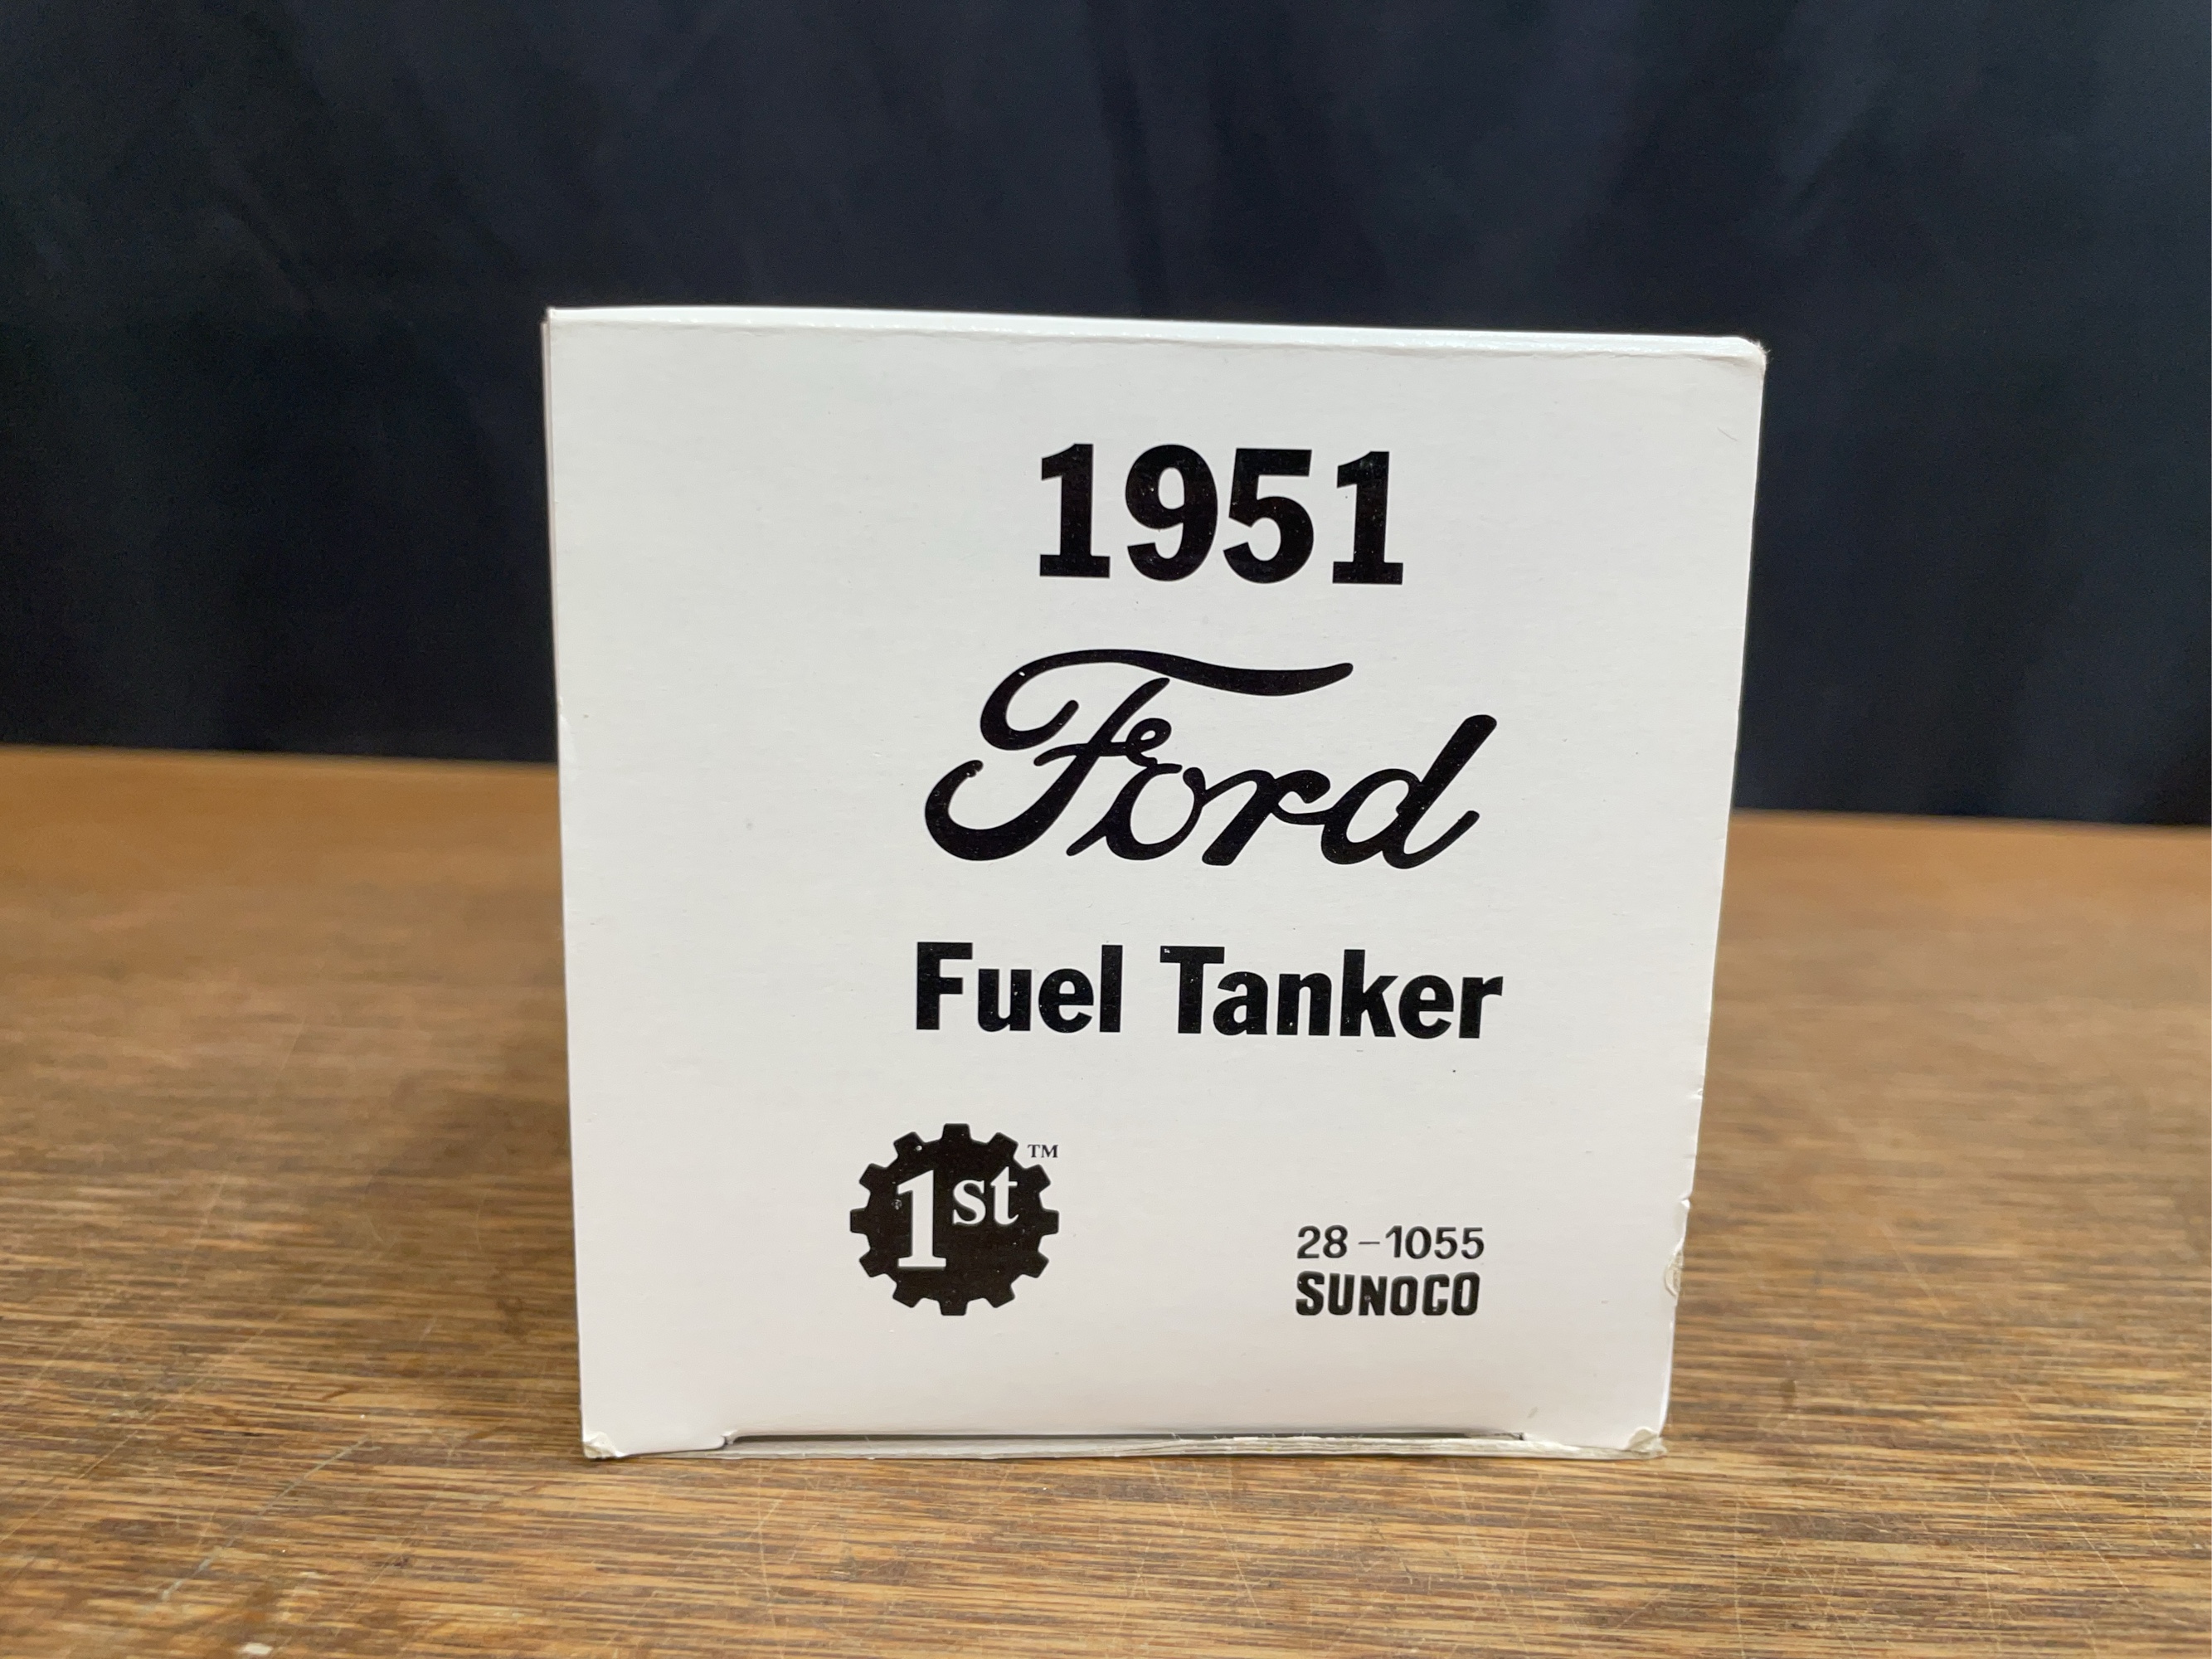 1951
Ford
Fuel Tanker
1st™
28-1055
SUNOCO